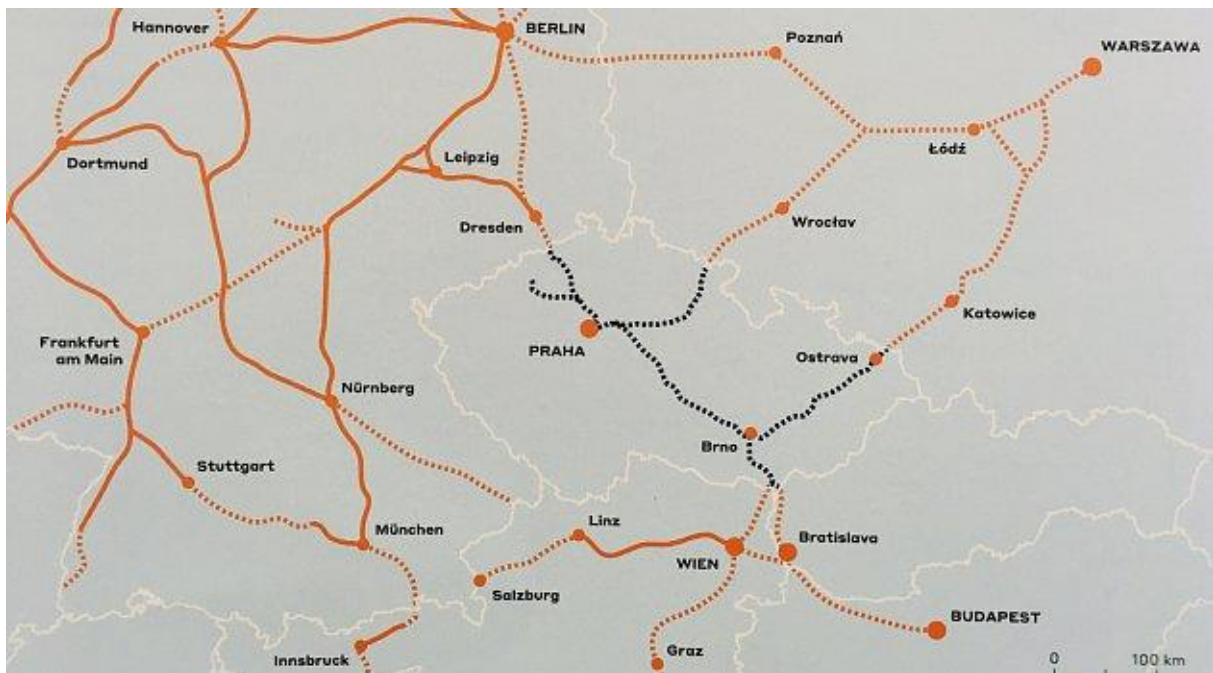 Hannover
BERLIN
Poznań
WARSZAWA
Dortmund
Leipzig
Łódź
Dresden
Wrocłav
Frankfurt
am Main
PRAHA
Ostrava
Katowice
Nürnberg
Brno
Stuttgart
München
Linz
WIEN
Bratislava
Salzburg
BUDAPEST
Innsbruck
Graz
0
100 km